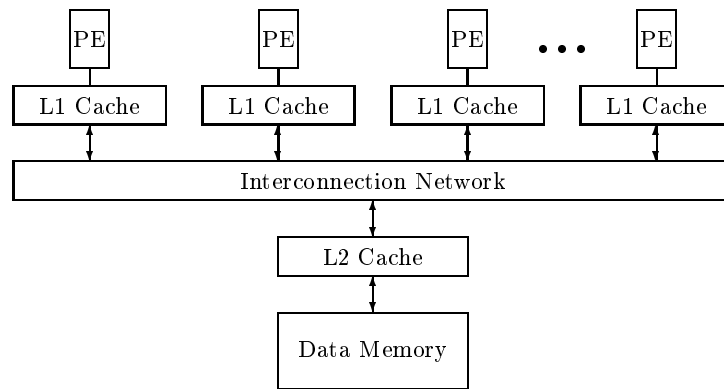 PE PE PE ••• PE
L1 Cache L1 Cache L1 Cache L1 Cache
Interconnection Network
L2 Cache
Data Memory